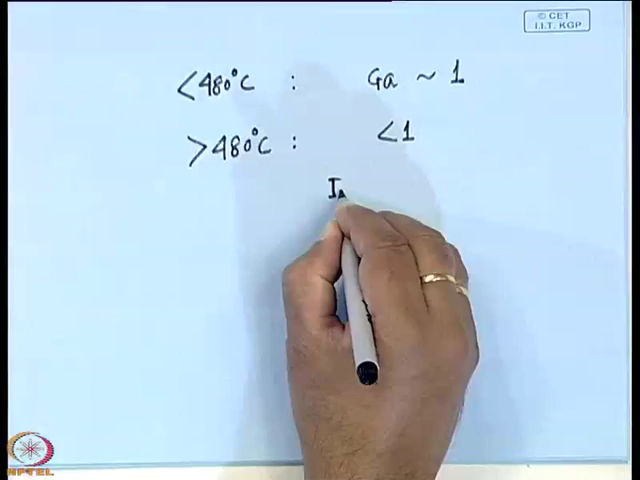 © CET
I.I.T. KGP
<480°C : Ga ~ 1
>480°C : <1
I
NPTEL